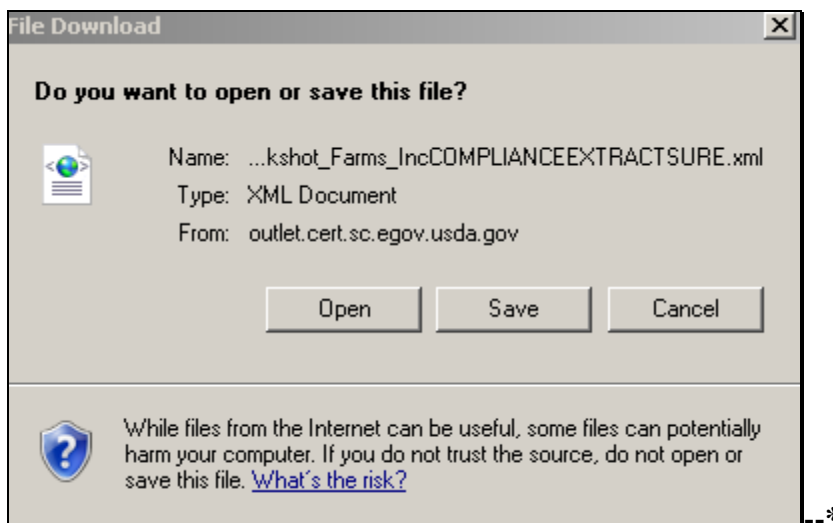 File Download
Do you want to open or save this file?
Name: ...kshot_Farms_IncCOMPLIANCEEXTRACTSURE.xml
Type: XML Document
From: outlet.cert.sc.egov.usda.gov
Open Save Cancel
While files from the Internet can be useful, some files can potentially
harm your computer. If you do not trust the source, do not open or
save this file. What's the risk?
--*